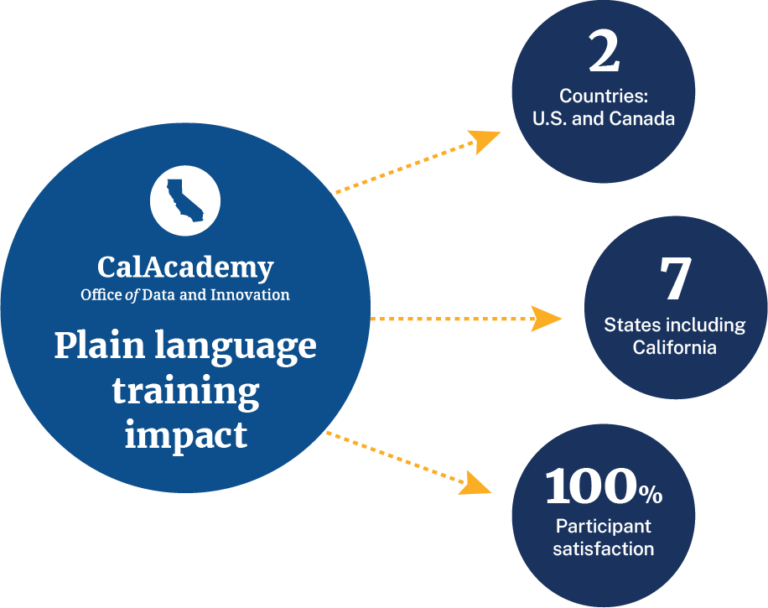 CalAcademy
Office of Data and Innovation
Plain language
training
impact
2
Countries:
U.S. and Canada
7
States including
California
100%
Participant
satisfaction